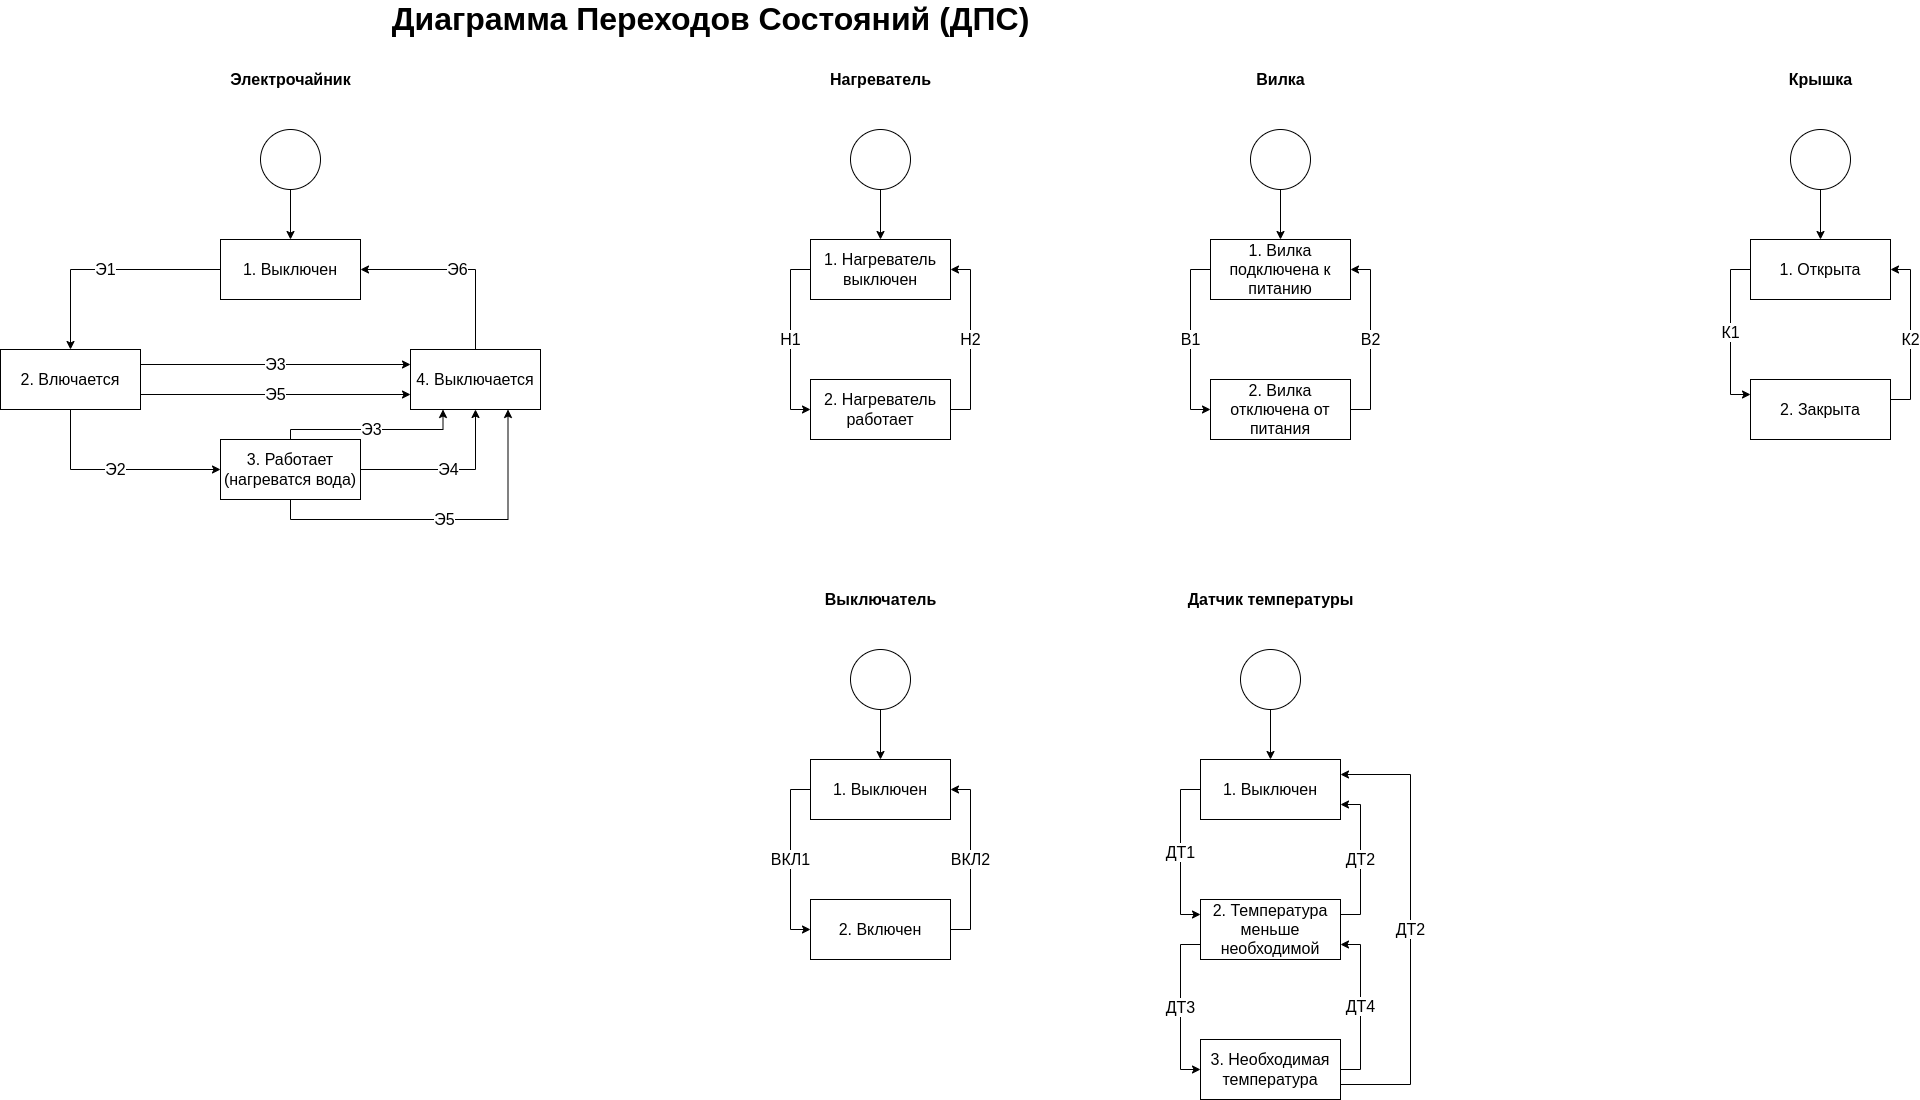 Диаграмма Переходов Состояний (ДПС)
Электрочайник
1. Выключен
Э1
Э6
2. Влючается
Э3
Э5
4. Выключается
Э3
3. Работает
(нагреватся вода)
Э2
Э4
Э5
Нагреватель
1. Нагреватель
выключен
Н1
Н2
2. Нагреватель
работает
Вилка
1. Вилка
подключена к
питанию
В1
В2
2. Вилка
отключена от
питания
Крышка
1. Открыта
К1
К2
2. Закрыта
Выключатель
1. Выключен
ВКЛ1
ВКЛ2
2. Включен
Датчик температуры
1. Выключен
ДТ1
ДТ2
2. Температура
меньше
необходимой
ДТ2
ДТ3
ДТ4
3. Необходимая
температура